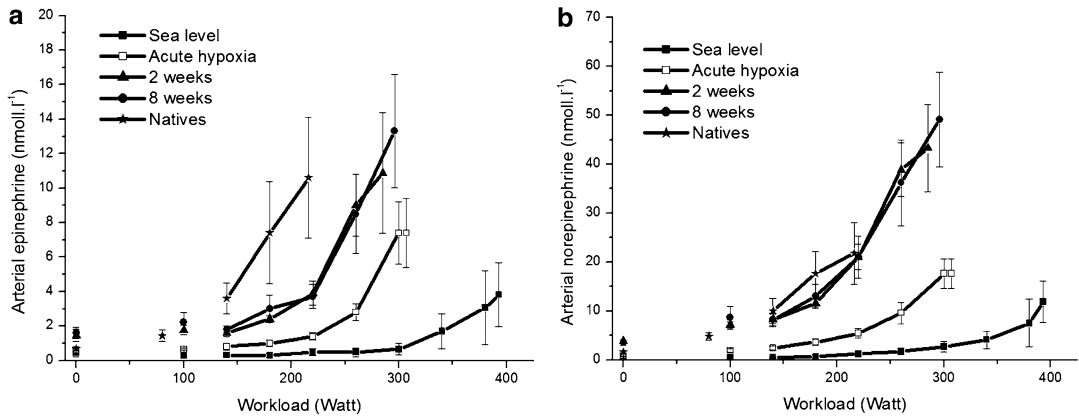 a
20
18
16
14
12
10
8
6
4
2
0
Arterial epinephrine (nmoll.l-1)
Sea level
Acute hypoxia
2 weeks
8 weeks
Natives
0 100 200 300 400
Workload (Watt)
b
70
60
50
40
30
20
10
0
Arterial norepinephrine (nmoll.l-1)
Sea level
Acute hypoxia
2 weeks
8 weeks
Natives
0 100 200 300 400
Workload (Watt)